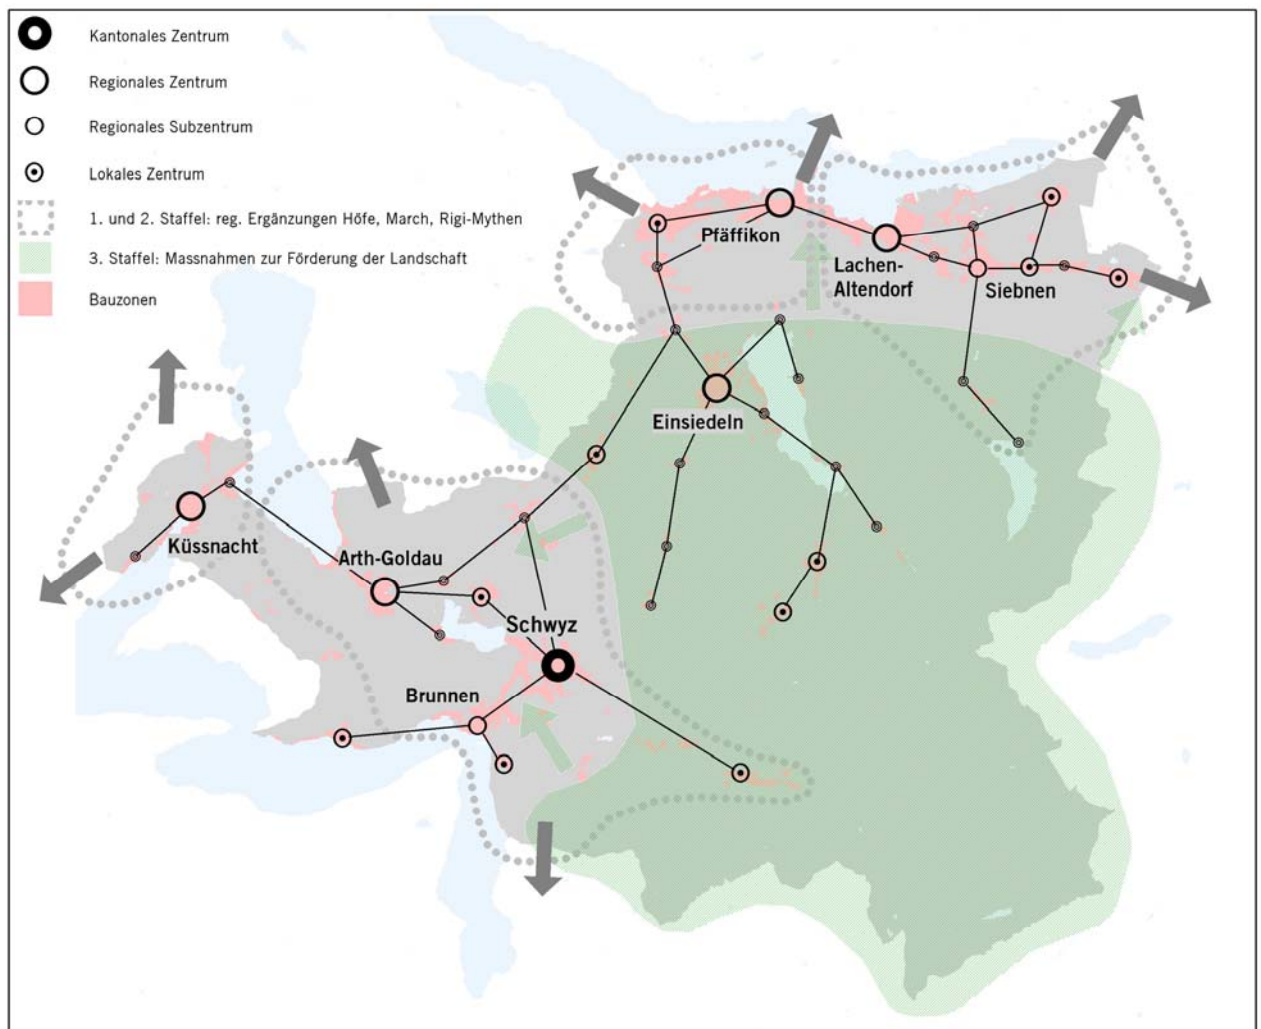 Kantonales Zentrum
Regionales Zentrum
Regionales Subzentrum
Lokales Zentrum
1. und 2. Staffel: reg. Ergänzungen Höfe, March, Rigi-Mythen
3. Staffel: Massnahmen zur Förderung der Landschaft
Bauzonen
Pfäffikon
Lachen-
Altendorf
Siebnen
Einsiedeln
Küssnacht
Arth-Goldau
Schwyz
Brunnen